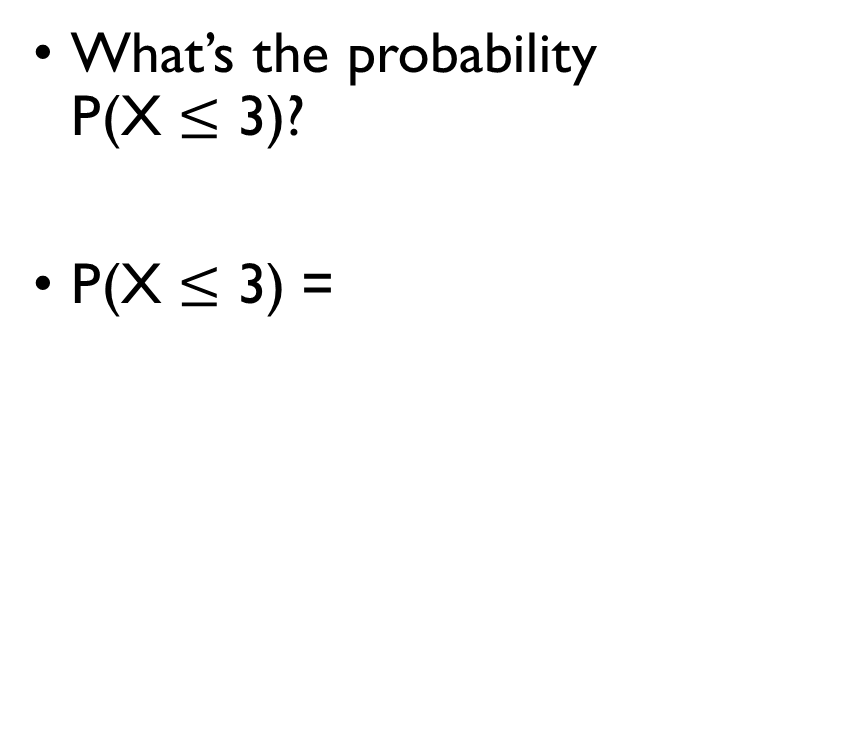 • What’s the probability
P(X ≤ 3)?
• P(X ≤ 3) =